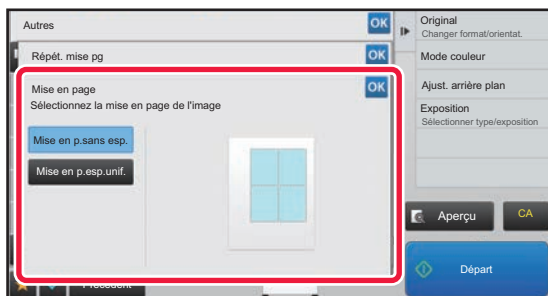 Autres
OK
Répét. mise pg
OK
Mise en page
OK
Sélectionnez la mise en page de l'image
Mise en p.sans esp.
Mise en p.esp.unif.
Précédent
Original
Changer format/orientat.
Mode couleur
Ajust. arrière plan
Exposition
Sélectionner type/exposition
Aperçu
CA
Départ